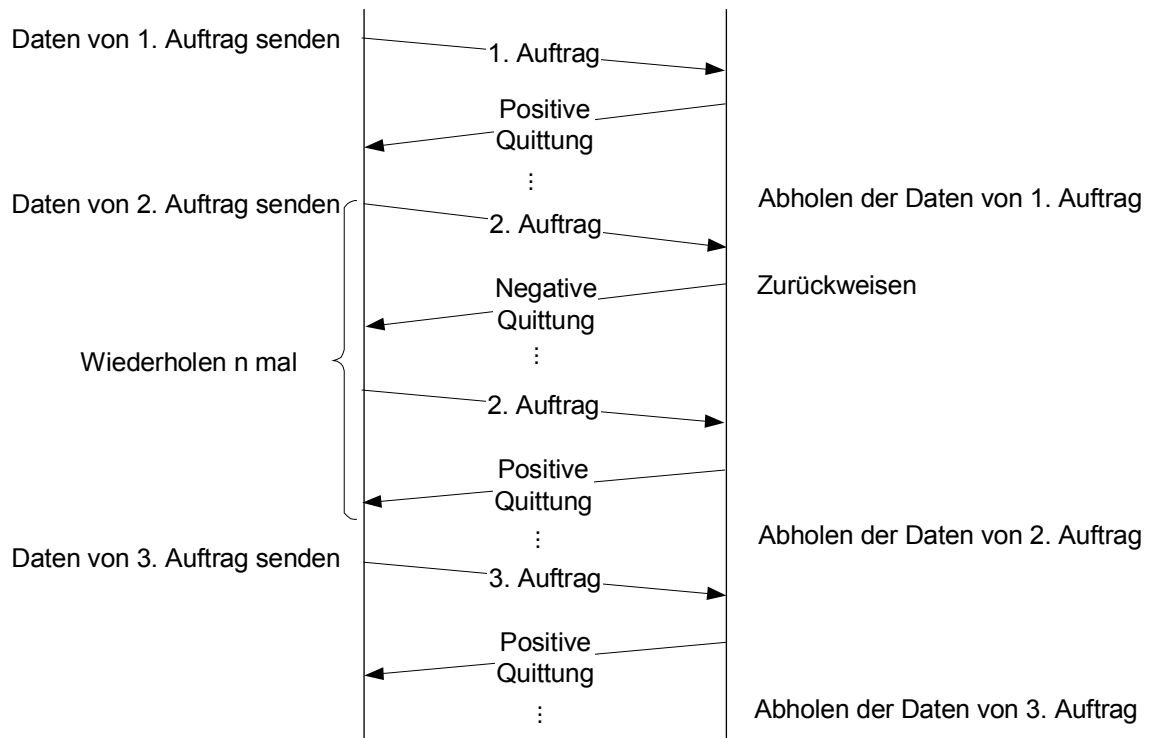 Daten von 1. Auftrag senden
1. Auftrag
Positive
Quittung
...
Abholen der Daten von 1. Auftrag
Daten von 2. Auftrag senden
2. Auftrag
Negative
Quittung
Zurückweisen
...
Wiederholen n mal
2. Auftrag
Positive
Quittung
...
Abholen der Daten von 2. Auftrag
Daten von 3. Auftrag senden
3. Auftrag
Positive
Quittung
...
Abholen der Daten von 3. Auftrag